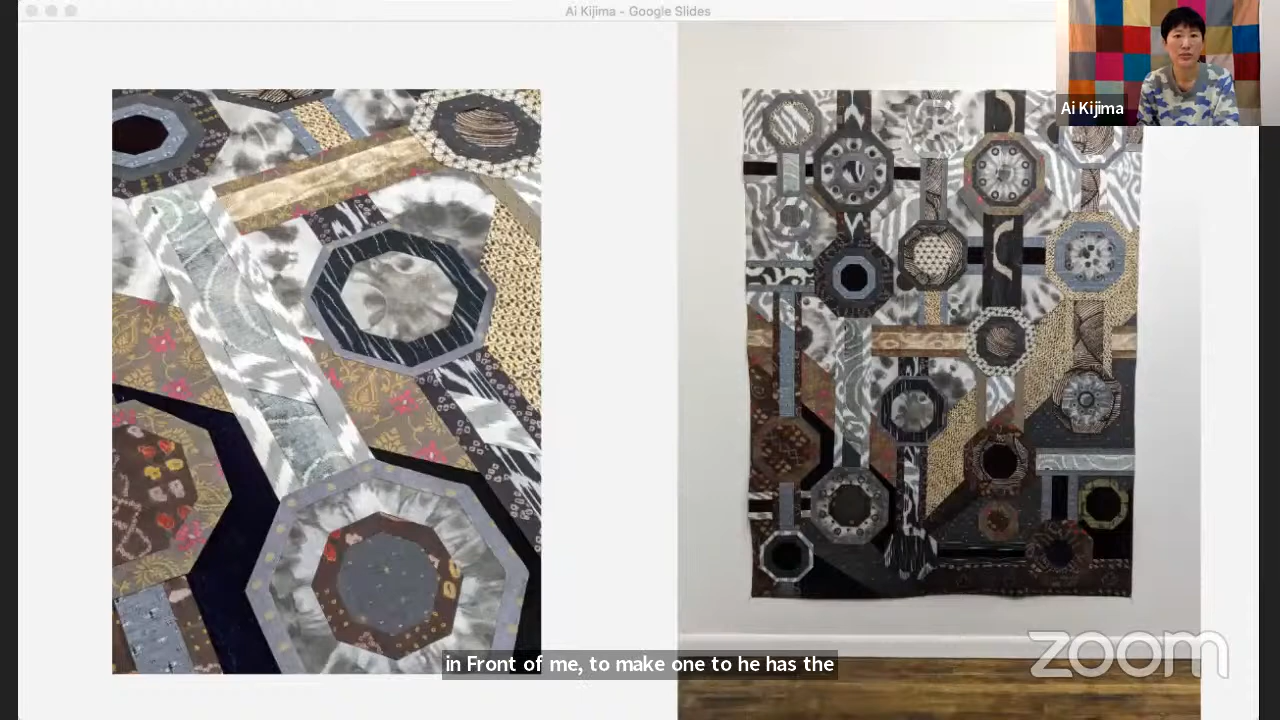 Ai Kijima - Google Slides
Ai Kijima
in Front of me, to make one to he has the
zoom